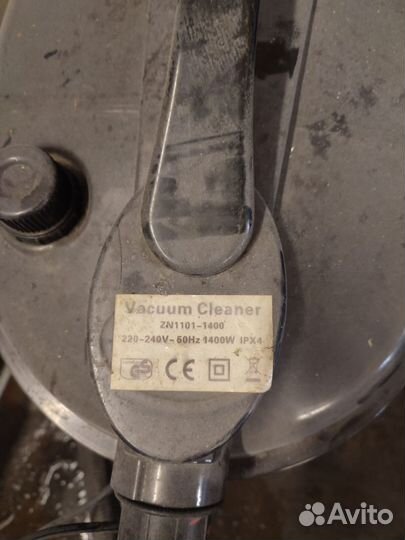 Vacuum Cleaner
ZN1101-1400
220-240V~50Hz 1400W IPX4
CE
Avito